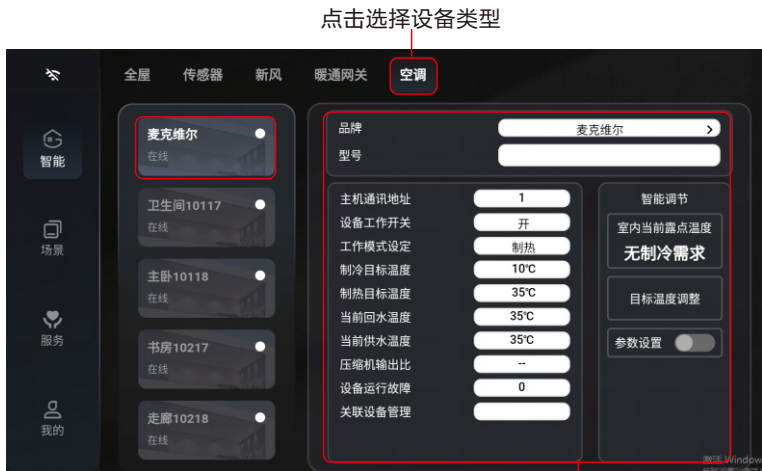 点击选择设备类型
全屋 传感器 新风 暖通网关 空调
智能
场景
服务
我的
麦克维尔
在线
卫生间10117
在线
主卧10118
在线
书房10217
在线
走廊10218
在线
品牌 麦克维尔 >
型号
主机通讯地址 1
设备工作开关 开
工作模式设定 制热
制冷目标温度 10℃
制热目标温度 35℃
当前回水温度 35℃
当前供水温度 35℃
压缩机输出比 --
设备运行故障 0
关联设备管理
智能调节
室内当前露点温度
无制冷需求
目标温度调整
参数设置
激活 Window